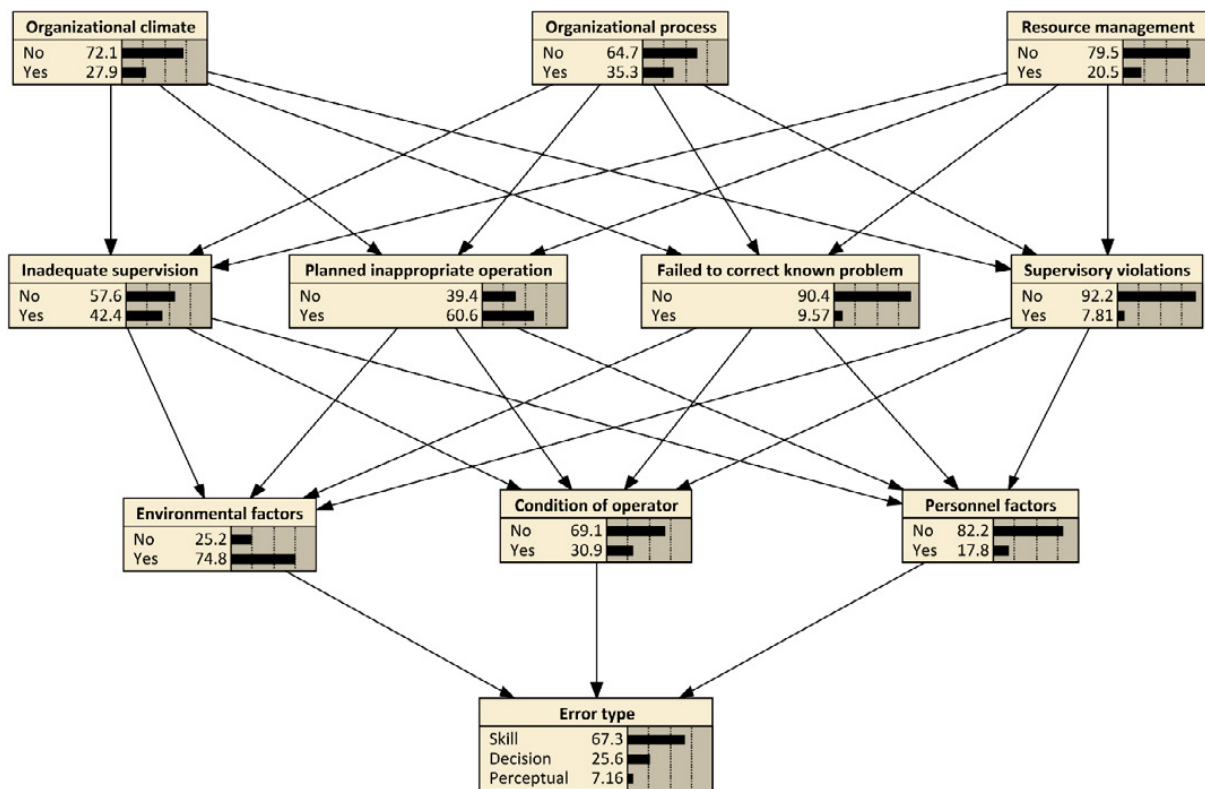 Organizational climate
No 72.1
Yes 27.9
Organizational process
No 64.7
Yes 35.3
Resource management
No 79.5
Yes 20.5
Inadequate supervision
No 57.6
Yes 42.4
Planned inappropriate operation
No 39.4
Yes 60.6
Failed to correct known problem
No 90.4
Yes 9.57
Supervisory violations
No 92.2
Yes 7.81
Environmental factors
No 25.2
Yes 74.8
Condition of operator
No 69.1
Yes 30.9
Personnel factors
No 82.2
Yes 17.8
Error type
Skill 67.3
Decision 25.6
Perceptual 7.16